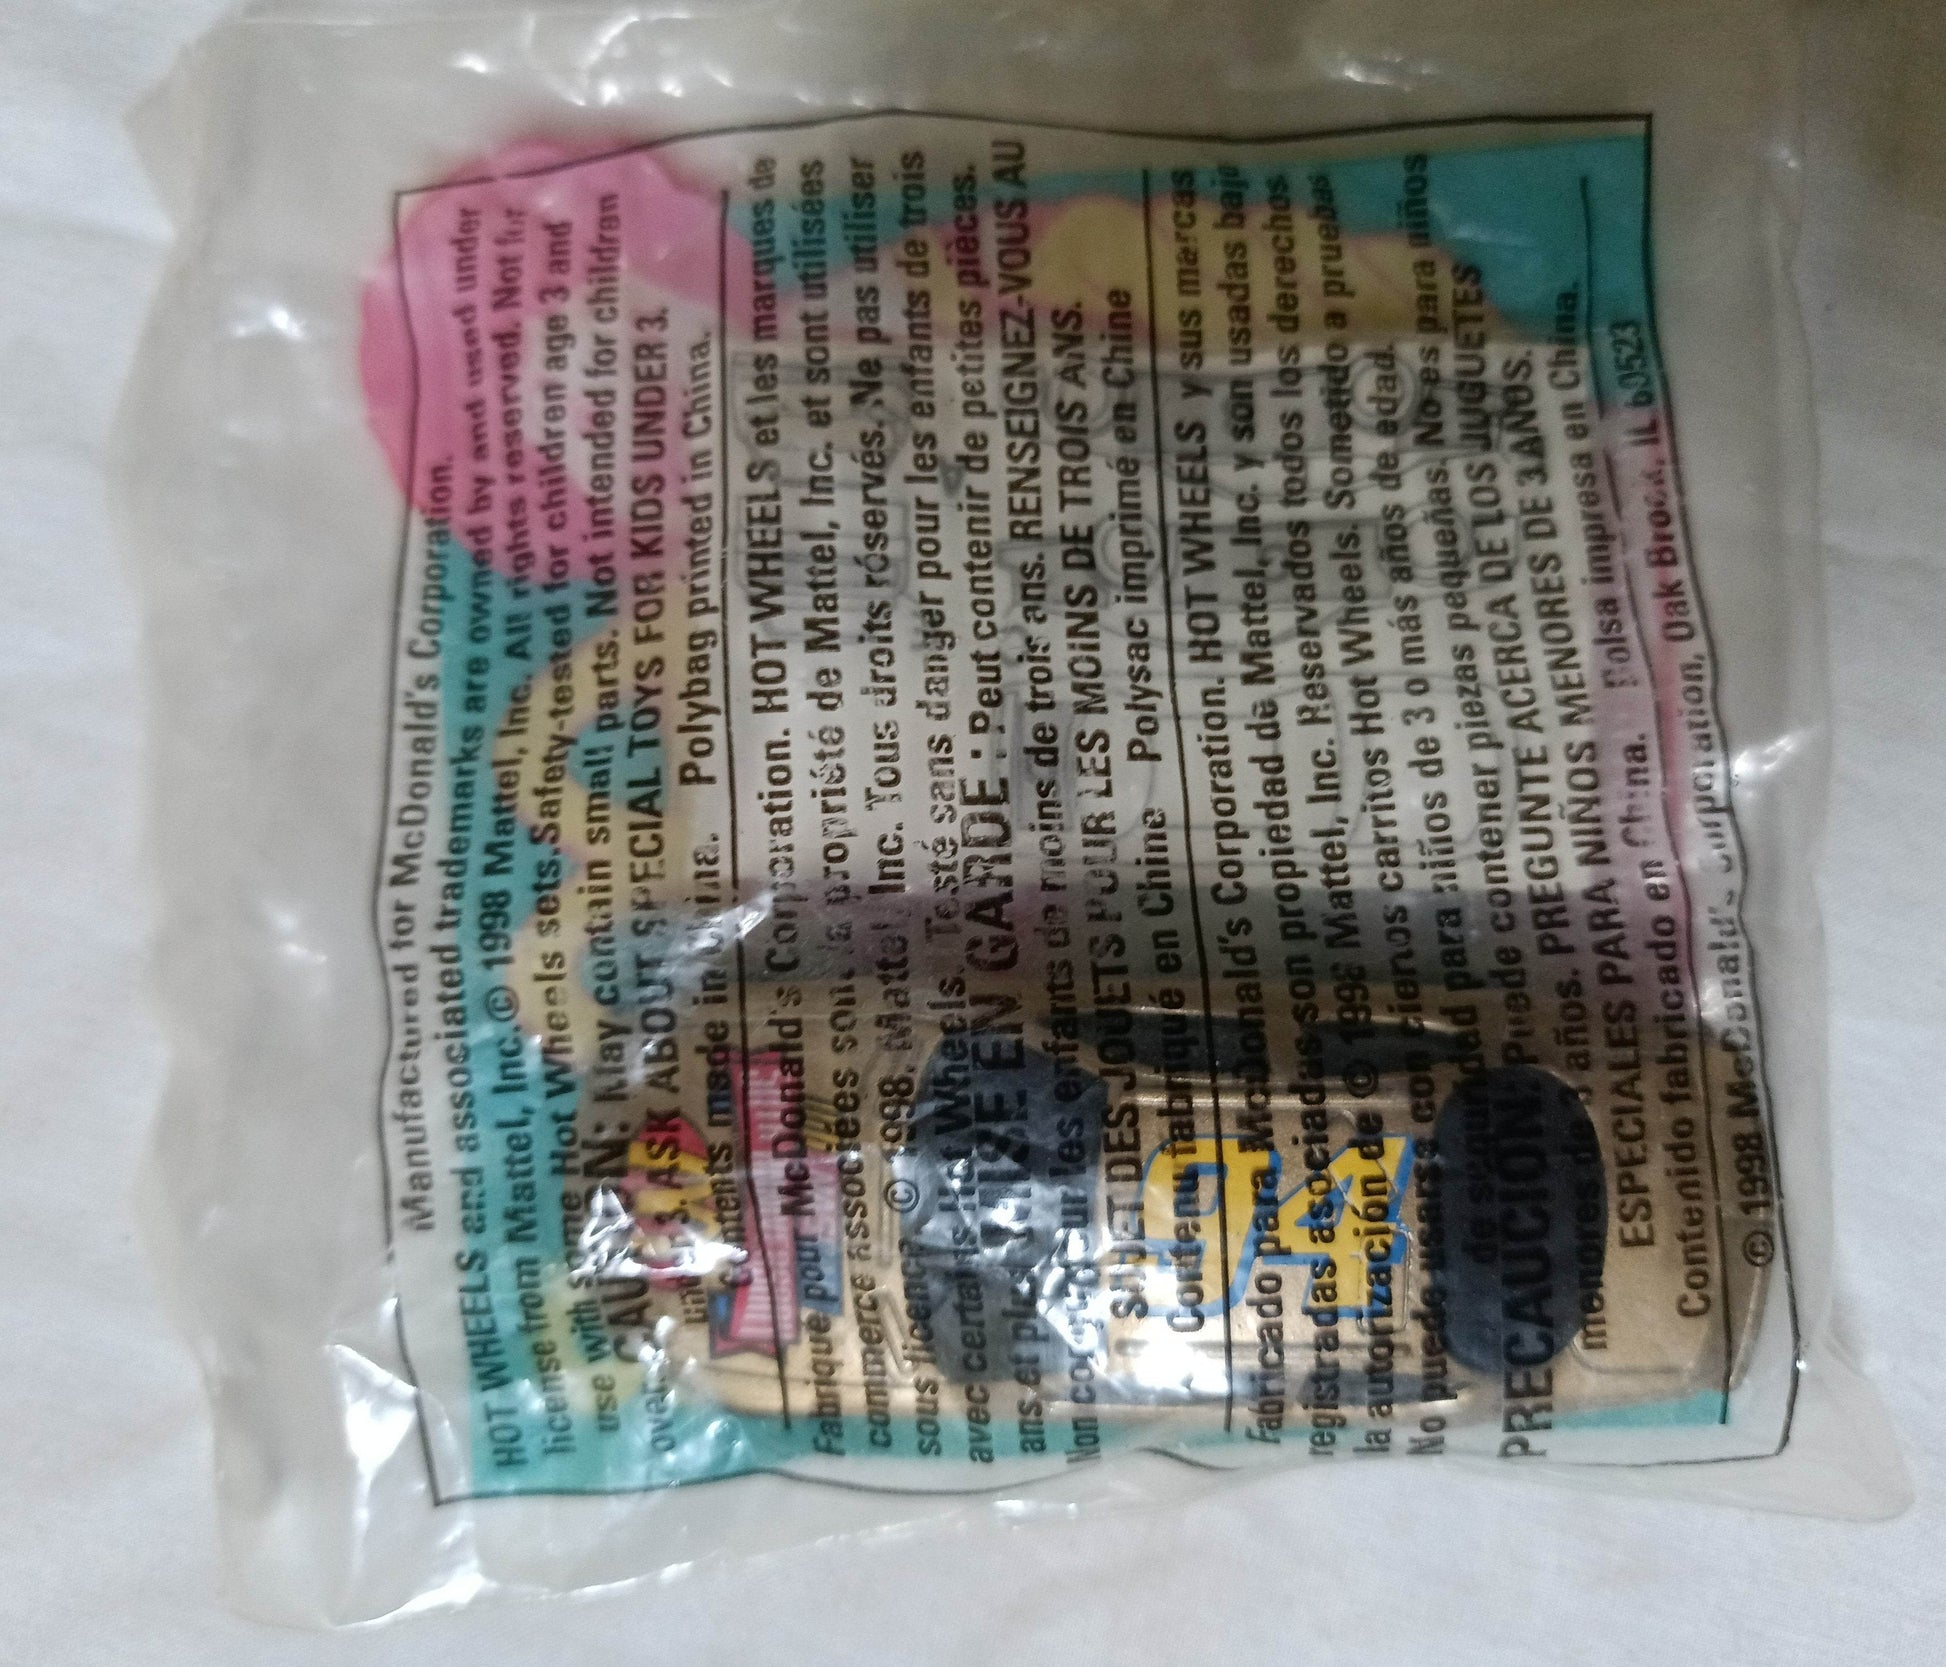 Manufactured for McDonald's Corporation.
HOT WHEELS and associated trademarks are owned by and used under
license from Mattel, Inc. © 1998 Mattel, Inc. All rights reserved. Not for
use with some Hot Wheels sets. Safety-tested for children age 3 and
over. CAUTION: May contain small parts. Not intended for children
under 3. ASK ABOUT SPECIAL TOYS FOR KIDS UNDER 3.
Contents made in China. Polybag printed in China.
Fabriqué pour McDonald's Corporation. HOT WHEELS et les marques de
commerce associées sont la propriété de Mattel, Inc. et sont utilisées
sous licence. © 1998. Mattel, Inc. Tous droits réservés. Ne pas utiliser
avec certains Hot Wheels. Testé sans danger pour les enfants de trois
ans et plus. MISE EN GARDE : Peut contenir de petites pièces.
Non conçu pour les enfants de moins de trois ans. RENSEIGNEZ-VOUS AU
SUJET DES JOUETS POUR LES MOINS DE TROIS ANS.
Contenu fabriqué en Chine Polysac imprimé en Chine
Fabricado para McDonald's Corporation. HOT WHEELS y sus mercas
registradas asociadas son propiedad de Mattel, Inc. y son usadas bajo
la autorización de © 1998 Mattel, Inc. Reservados todos los derechos
No puede usarse con ciertos carritos Hot Wheels. Sometido a pruebas
de seguridad para niños de 3 o más años de edad. No es para niños
menores de 3 años. PRECAUCION: Puede contener piezas pequeñas.
PREGUNTE ACERCA DE LOS JUGUETES
ESPECIALES PARA NIÑOS MENORES DE 3 AÑOS.
Contenido fabricado en China. Bolsa impresa en China.
© 1998 McDonald's Corporation, Oak Brook, IL 60523
94